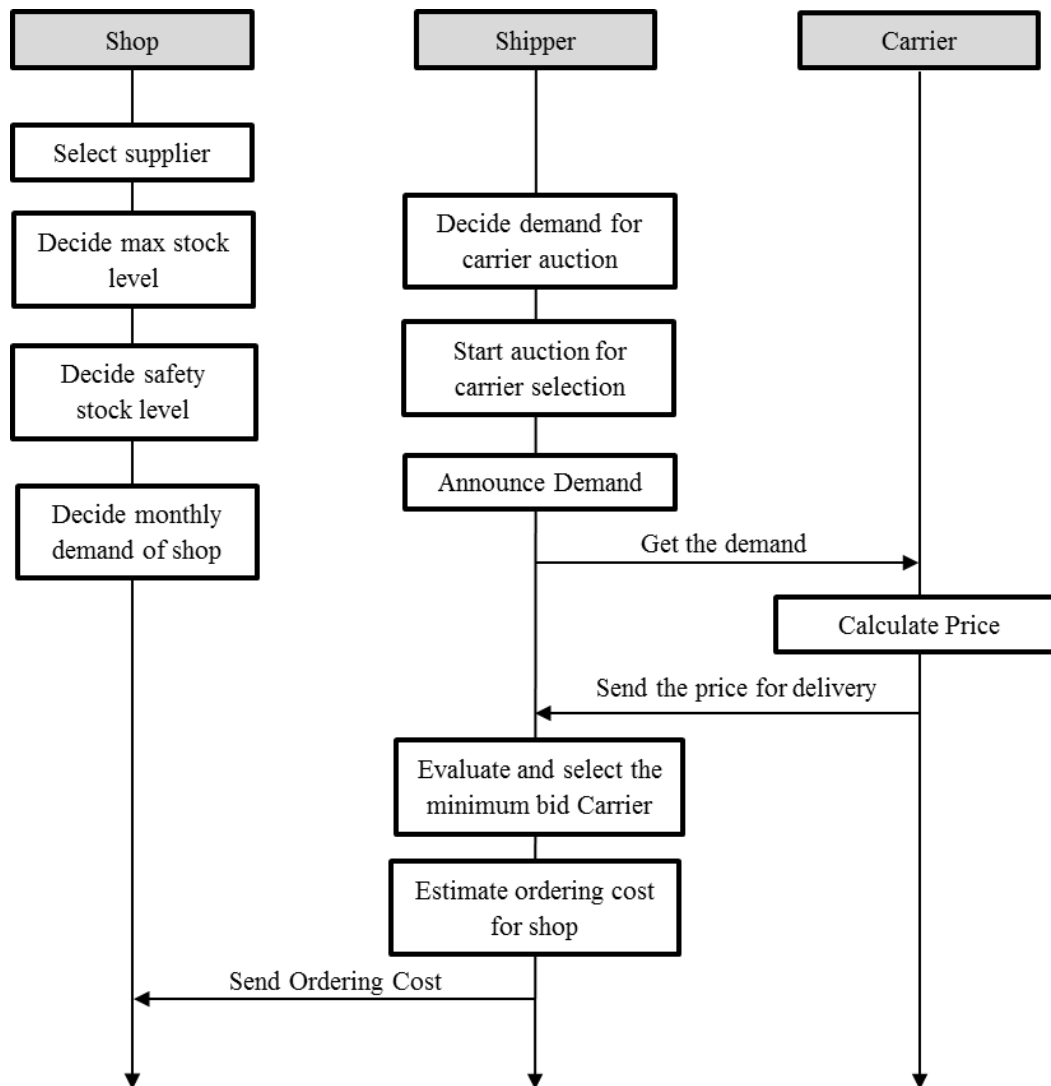 Shop
Shipper
Carrier
Select supplier
Decide max stock
level
Decide demand for
carrier auction
Start auction for
carrier selection
Decide safety
stock level
Announce Demand
Decide monthly
demand of shop
Get the demand
Calculate Price
Send the price for delivery
Evaluate and select the
minimum bid Carrier
Estimate ordering cost
for shop
Send Ordering Cost